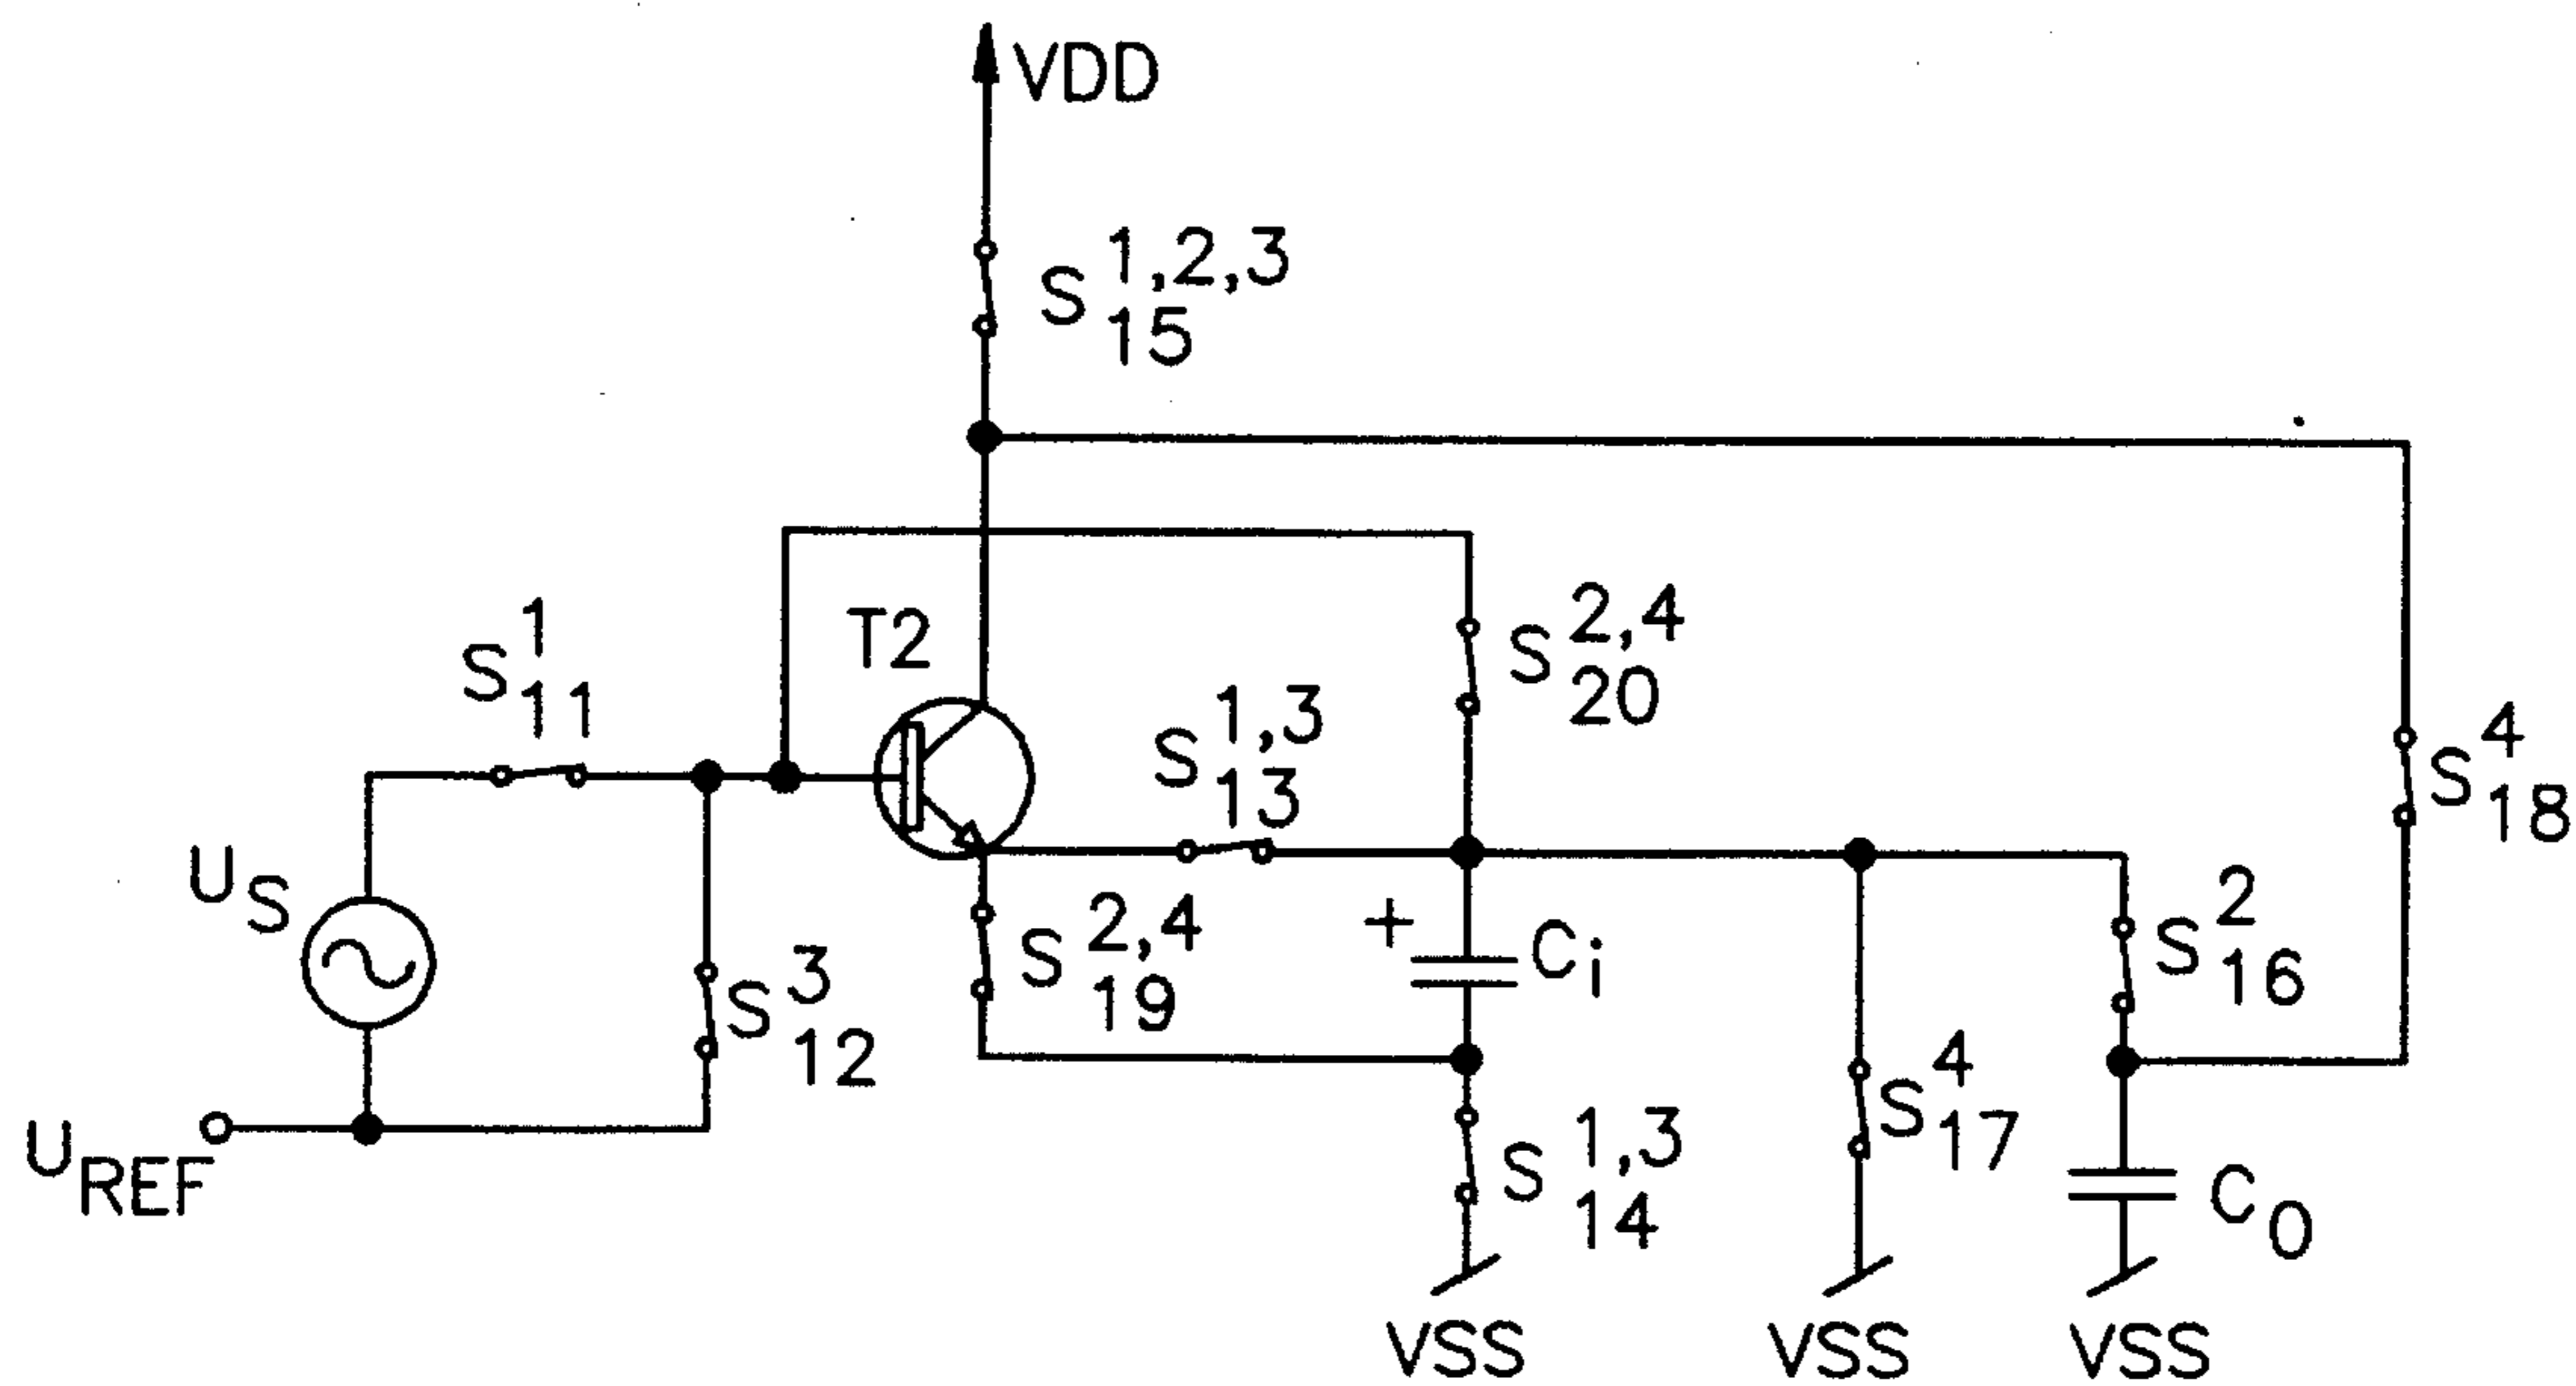 VDD
S 1,2,3 15
S 2,4 20
S 1 11
T2
S 1,3 13
S 4 18
U S
S 2,4 19
+
C i
S 2 16
S 3 12
S 4 17
U REF
S 1,3 14
C 0
VSS
VSS
VSS